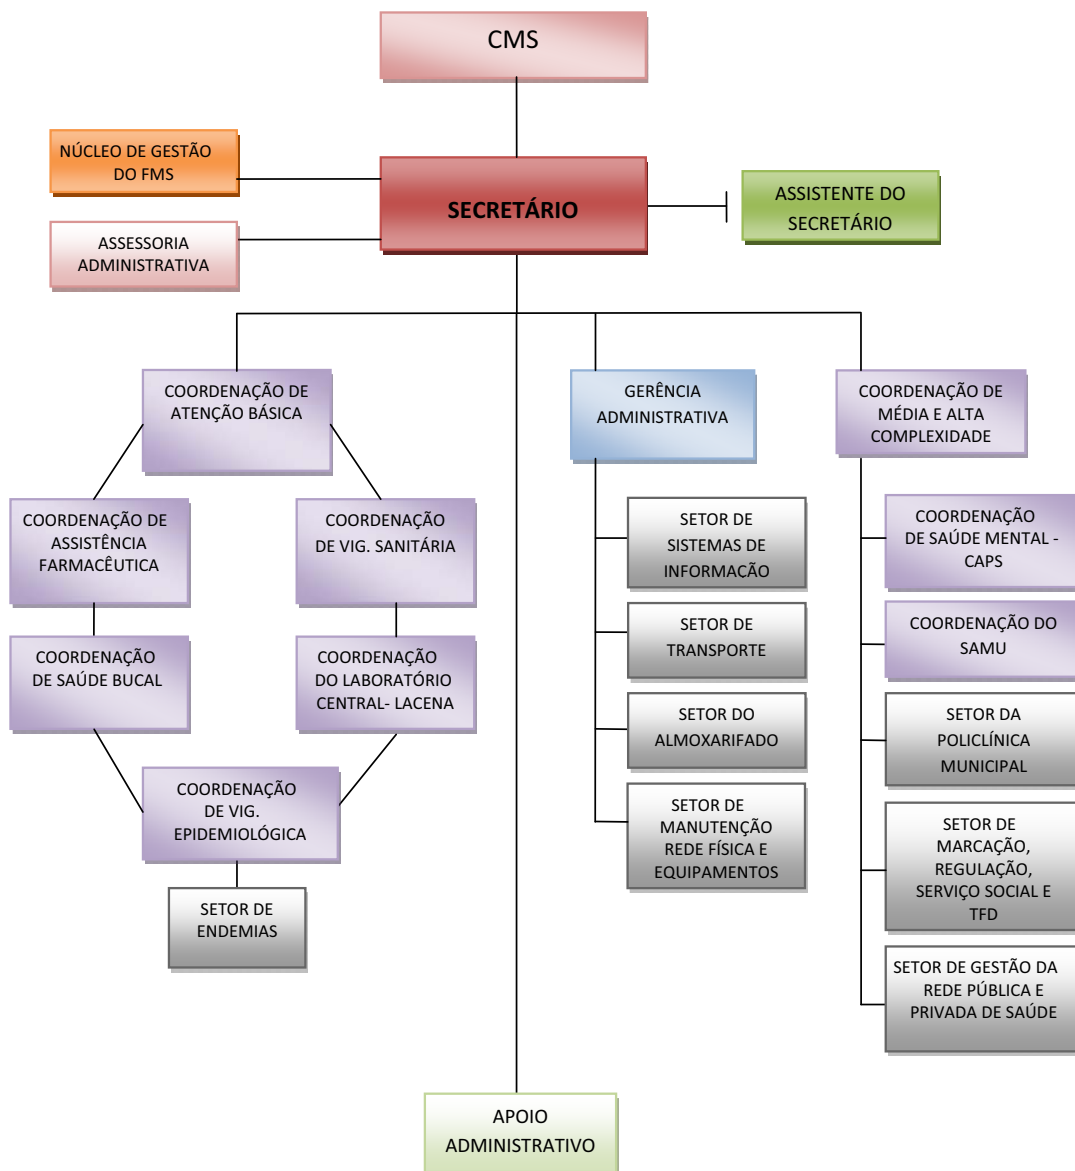 CMS
NÚCLEO DE GESTÃO
DO FMS
SECRETÁRIO
ASSISTENTE DO
SECRETÁRIO
ASSESSORIA
ADMINISTRATIVA
COORDENAÇÃO DE
ATENÇÃO BÁSICA
GERÊNCIA
ADMINISTRATIVA
COORDENAÇÃO DE
MÉDIA E ALTA
COMPLEXIDADE
COORDENAÇÃO DE
ASSISTÊNCIA
FARMACÊUTICA
COORDENAÇÃO
DE VIG. SANITÁRIA
SETOR DE
SISTEMAS DE
INFORMAÇÃO
COORDENAÇÃO
DE SAÚDE MENTAL -
CAPS
COORDENAÇÃO
DE SAÚDE BUCAL
COORDENAÇÃO
DO LABORATÓRIO
CENTRAL- LACENA
SETOR DE
TRANSPORTE
COORDENAÇÃO DO
SAMU
SETOR DO
ALMOXARIFADO
SETOR DA
POLICLÍNICA
MUNICIPAL
COORDENAÇÃO
DE VIG.
EPIDEMIOLÓGICA
SETOR DE
MANUTENÇÃO
REDE FÍSICA E
EQUIPAMENTOS
SETOR DE
MARCAÇÃO,
REGULAÇÃO,
SERVIÇO SOCIAL E
TFD
SETOR DE
ENDEMIAS
SETOR DE GESTÃO DA
REDE PÚBLICA E
PRIVADA DE SAÚDE
APOIO
ADMINISTRATIVO